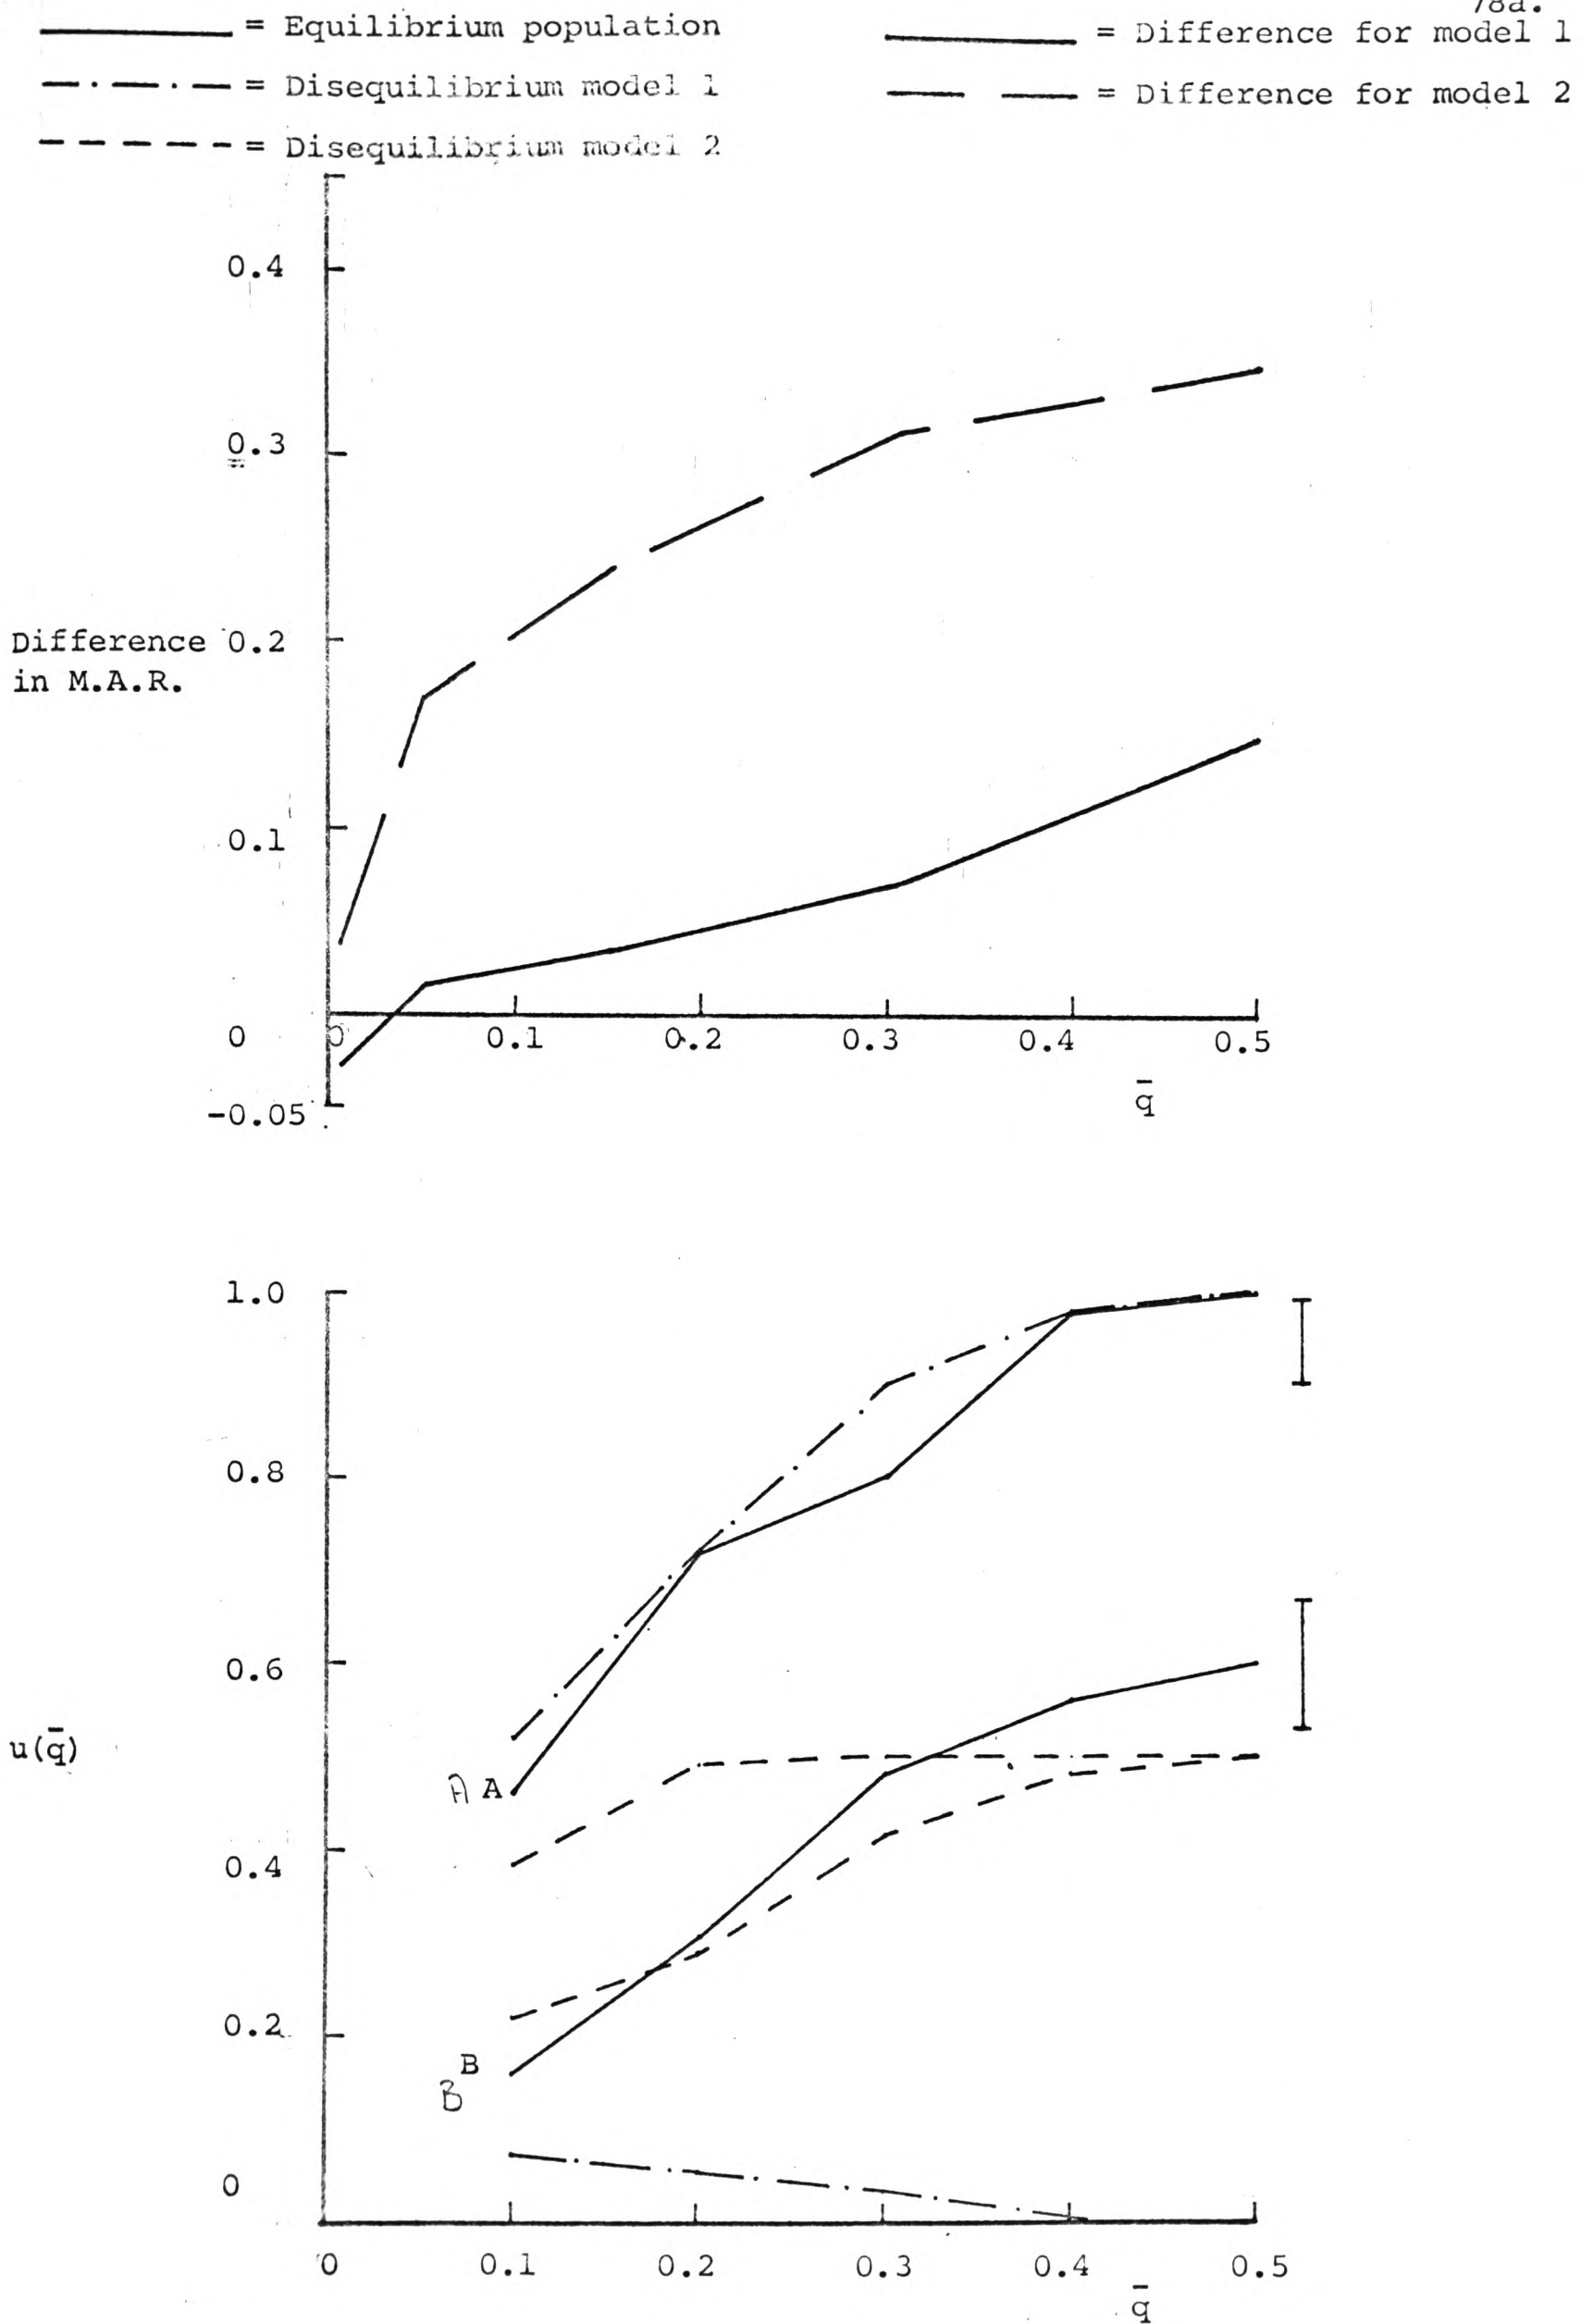 78a.
= Equilibrium population
= Difference for model 1
= Disequilibrium model 1
= Difference for model 2
= Disequilibrium model 2
0.4
0.3
Difference 0.2
in M.A.R.
0.1
0
0 0.1 0.2 0.3 0.4 0.5
q̄
-0.05
1.0
0.8
0.6
u(q̄)
A A
0.4
0.2
B
B
0
0 0.1 0.2 0.3 0.4 0.5
q̄